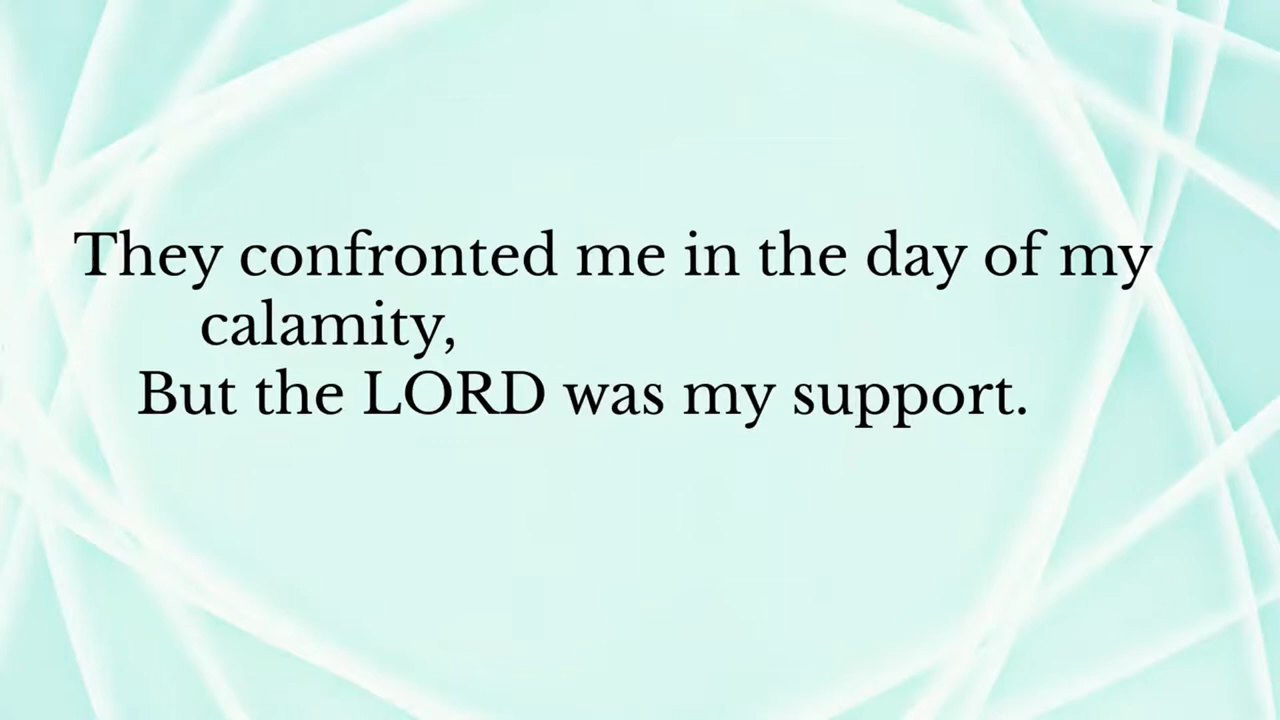 They confronted me in the day of my
calamity,
But the LORD was my support.